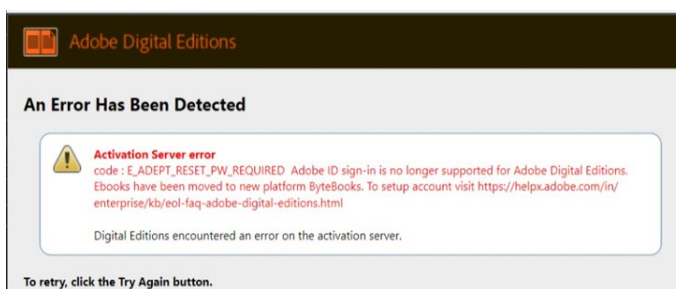 Adobe Digital Editions
An Error Has Been Detected
Activation Server error
code : E_ADEPT_RESET_PW_REQUIRED Adobe ID sign-in is no longer supported for Adobe Digital Editions.
Ebooks have been moved to new platform ByteBooks. To setup account visit https://helpx.adobe.com/in/
enterprise/kb/eol-faq-adobe-digital-editions.html
Digital Editions encountered an error on the activation server.
To retry, click the Try Again button.